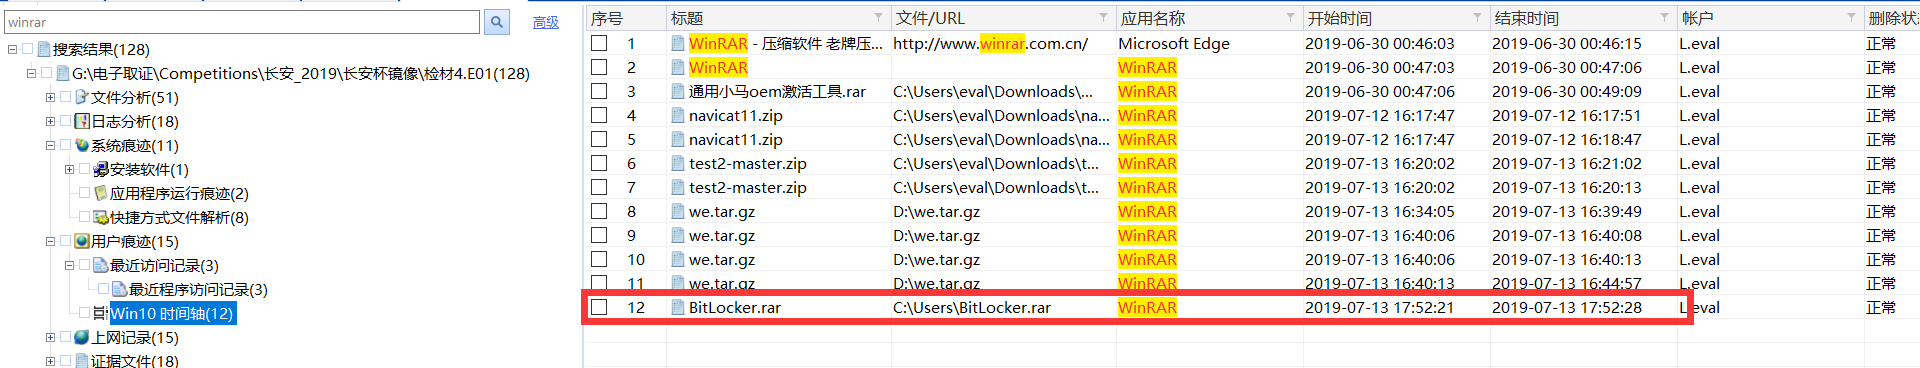 winrar 高级
搜索结果(128)
G:\电子取证\Competitions\长安_2019\长安杯镜像\检材4.E01(128)
文件分析(51)
日志分析(18)
系统痕迹(11)
安装软件(1)
应用程序运行痕迹(2)
快捷方式文件解析(8)
用户痕迹(15)
最近访问记录(3)
最近程序访问记录(3)
Win10 时间轴(12)
上网记录(15)
证据文件(18)
序号 标题 文件/URL 应用名称 开始时间 结束时间 帐户 删除状
1 WinRAR - 压缩软件 老牌压... http://www.winrar.com.cn/ Microsoft Edge 2019-06-30 00:46:03 2019-06-30 00:46:15 L.eval 正常
2 WinRAR WinRAR 2019-06-30 00:47:03 2019-06-30 00:47:06 L.eval 正常
3 通用小马oem激活工具.rar C:\Users\eval\Downloads\... WinRAR 2019-06-30 00:47:06 2019-06-30 00:49:09 L.eval 正常
4 navicat11.zip C:\Users\eval\Downloads\na... WinRAR 2019-07-12 16:17:47 2019-07-12 16:17:51 L.eval 正常
5 navicat11.zip C:\Users\eval\Downloads\na... WinRAR 2019-07-12 16:17:47 2019-07-12 16:18:47 L.eval 正常
6 test2-master.zip C:\Users\eval\Downloads\t... WinRAR 2019-07-13 16:20:02 2019-07-13 16:21:02 L.eval 正常
7 test2-master.zip C:\Users\eval\Downloads\t... WinRAR 2019-07-13 16:20:02 2019-07-13 16:20:13 L.eval 正常
8 we.tar.gz D:\we.tar.gz WinRAR 2019-07-13 16:34:05 2019-07-13 16:39:49 L.eval 正常
9 we.tar.gz D:\we.tar.gz WinRAR 2019-07-13 16:40:06 2019-07-13 16:40:08 L.eval 正常
10 we.tar.gz D:\we.tar.gz WinRAR 2019-07-13 16:40:06 2019-07-13 16:40:13 L.eval 正常
11 we.tar.gz D:\we.tar.gz WinRAR 2019-07-13 16:40:13 2019-07-13 16:44:57 L.eval 正常
12 BitLocker.rar C:\Users\BitLocker.rar WinRAR 2019-07-13 17:52:21 2019-07-13 17:52:28 L.eval 正常